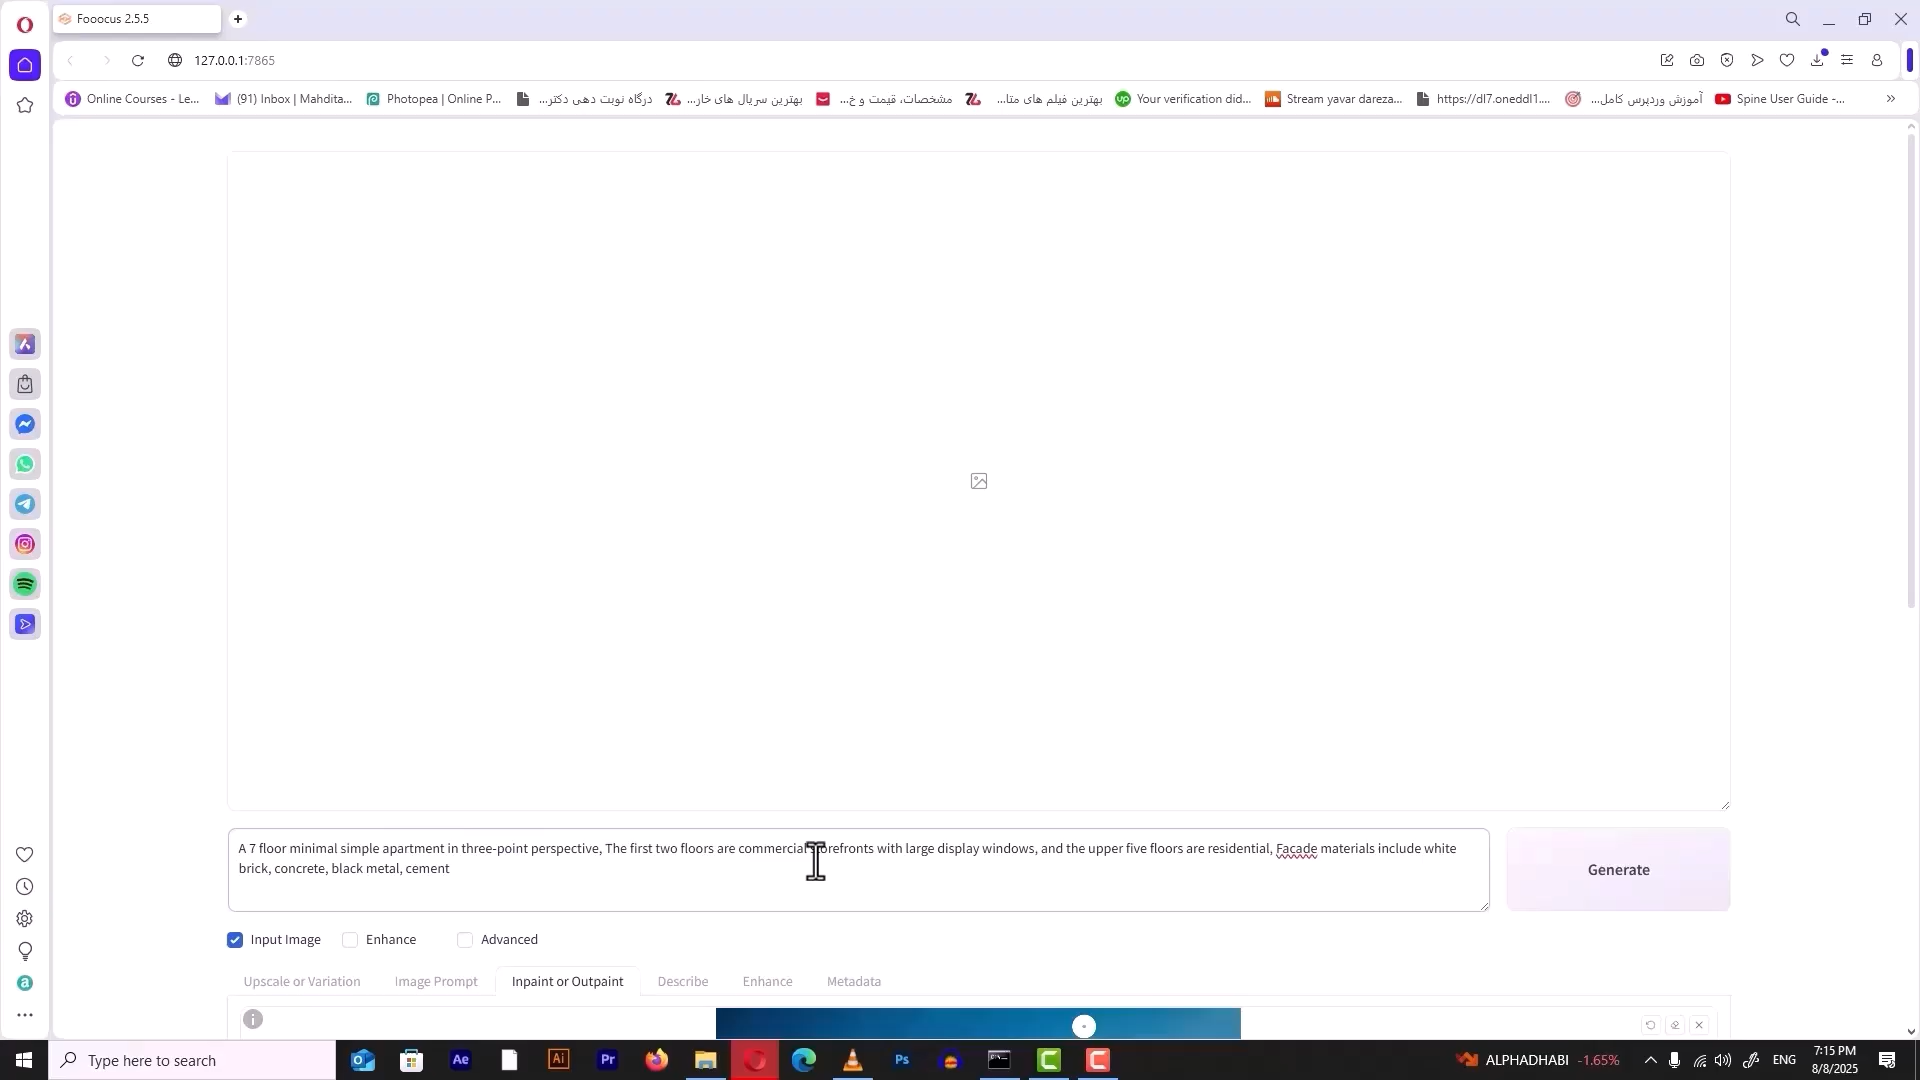 Fooocus 2.5.5
127.0.0.1:7865
Online Courses - Le...
(91) Inbox | Mahdita...
Photopea | Online P...
درگاه نوبت دهی دکتر...
بهترین سریال های خار...
مشخصات، قیمت و خ...
بهترین فیلم های متا...
Your verification did...
Stream yavar dareza...
https://dl7.oneddl1....
آموزش وردپرس کامل...
Spine User Guide -...
A 7 floor minimal simple apartment in three-point perspective, The first two floors are commercial storefronts with large display windows, and the upper five floors are residential, Facade materials include white
brick, concrete, black metal, cement
Generate
Input Image
Enhance
Advanced
Upscale or Variation
Image Prompt
Inpaint or Outpaint
Describe
Enhance
Metadata
Type here to search
ALPHADHABI -1.65%
ENG
7:15 PM
8/8/2025